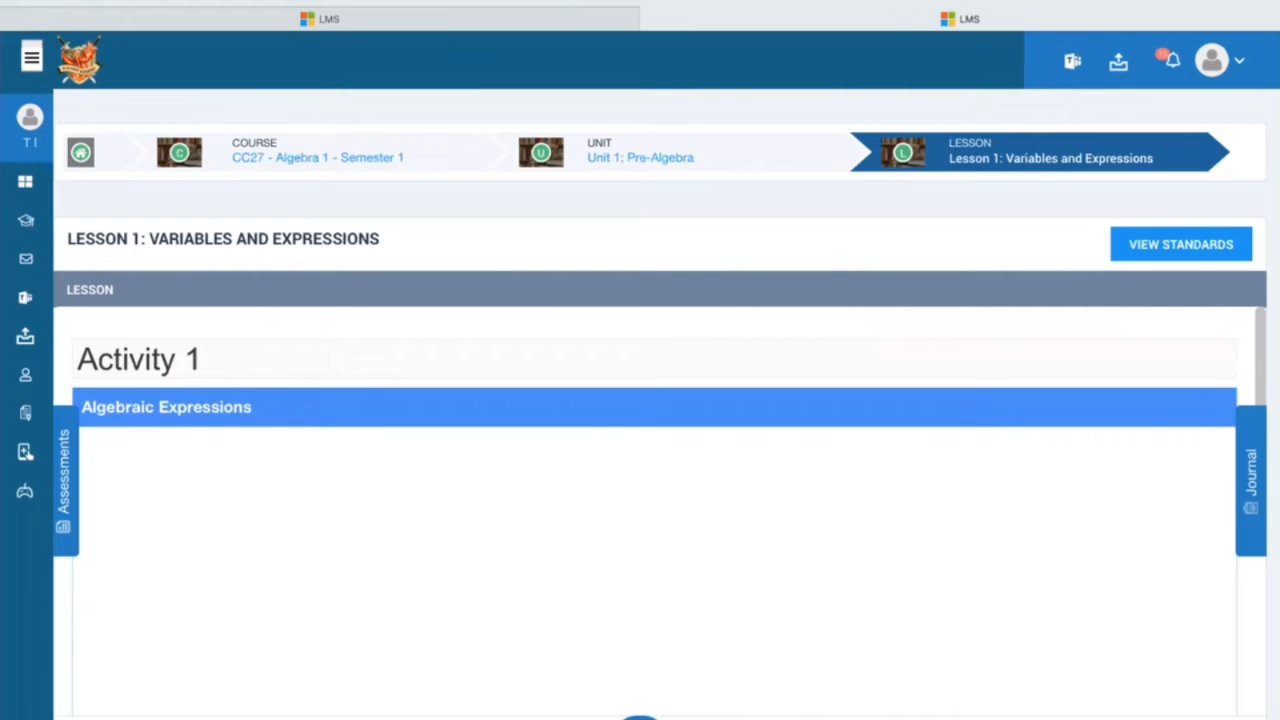 LMS
LMS
COURSE
CC27 - Algebra 1 - Semester 1
UNIT
Unit 1: Pre-Algebra
LESSON
Lesson 1: Variables and Expressions
T I
LESSON 1: VARIABLES AND EXPRESSIONS
VIEW STANDARDS
LESSON
Activity 1
Algebraic Expressions
Assessments
Journal